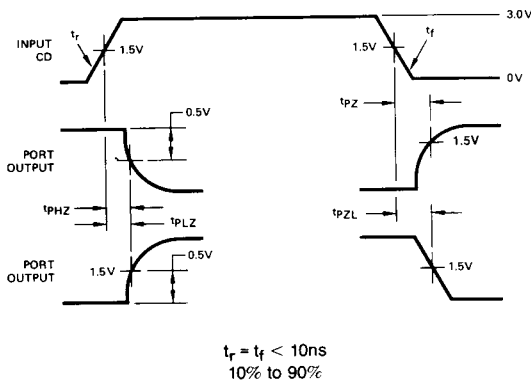 3.0V
tr
tf
INPUT
CD
1.5V
1.5V
0V
tPZ
0.5V
PORT
OUTPUT
1.5V
tPHZ
tPLZ
tPZL
0.5V
PORT
OUTPUT
1.5V
1.5V
tr = tf < 10ns
10% to 90%